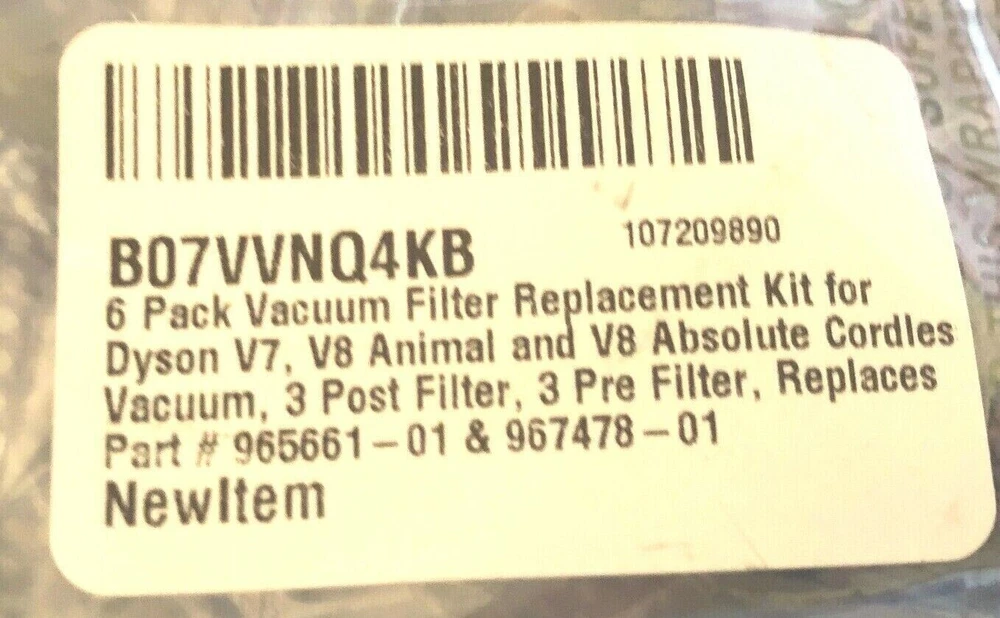 B07VVNQ4KB
107209890
6 Pack Vacuum Filter Replacement Kit for
Dyson V7, V8 Animal and V8 Absolute Cordles
Vacuum, 3 Post Filter, 3 Pre Filter, Replaces
Part # 965661-01 & 967478-01
NewItem